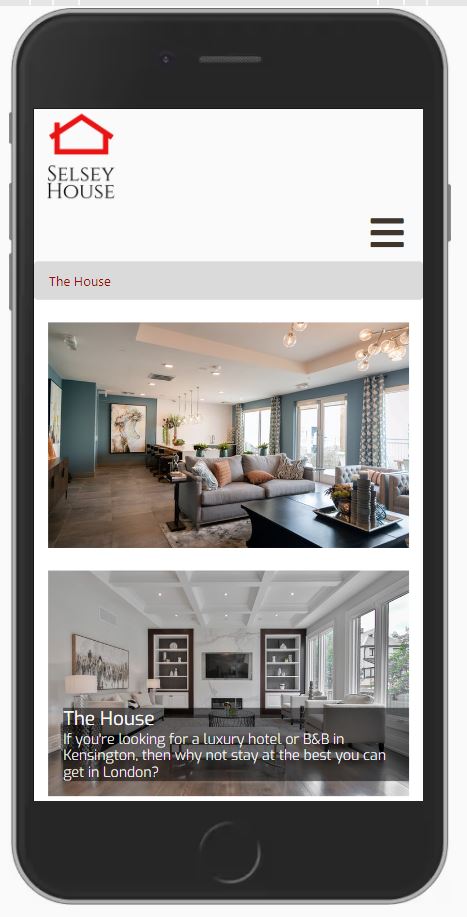 SELSEY
HOUSE
The House
The House
If you're looking for a luxury hotel or B&B in
Kensington, then why not stay at the best you can
get in London?